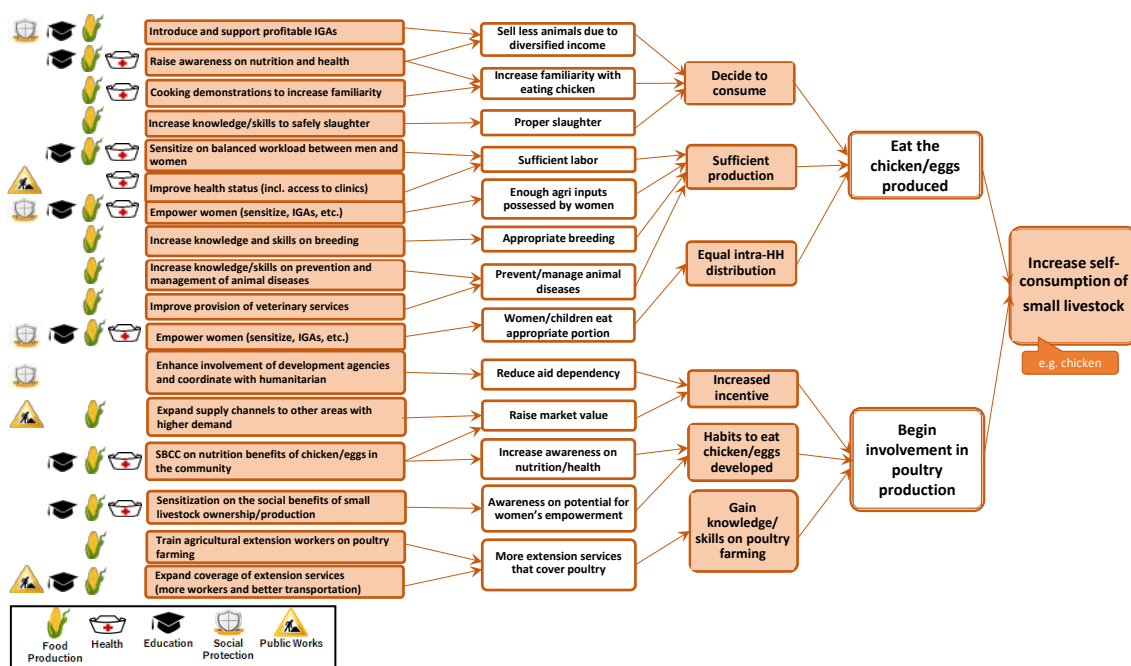 Introduce and support profitable IGAs
Raise awareness on nutrition and health
Cooking demonstrations to increase familiarity
Increase knowledge/skills to safely slaughter
Sensitize on balanced workload between men and
women
Improve health status (incl. access to clinics)
Empower women (sensitize, IGAs, etc.)
Increase knowledge and skills on breeding
Increase knowledge/skills on prevention and
management of animal diseases
Improve provision of veterinary services
Empower women (sensitize, IGAs, etc.)
Enhance involvement of development agencies
and coordinate with humanitarian
Expand supply channels to other areas with
higher demand
SBCC on nutrition benefits of chicken/eggs in
the community
Sensitization on the social benefits of small
livestock ownership/production
Train agricultural extension workers on poultry
farming
Expand coverage of extension services
(more workers and better transportation)
Sell less animals due to
diversified income
Increase familiarity with
eating chicken
Proper slaughter
Sufficient labor
Enough agri inputs
possessed by women
Appropriate breeding
Prevent/manage animal
diseases
Women/children eat
appropriate portion
Reduce aid dependency
Raise market value
Increase awareness on
nutrition/health
Awareness on potential for
women's empowerment
More extension services
that cover poultry
Decide to
consume
Sufficient
production
Equal intra-HH
distribution
Increased
incentive
Habits to eat
chicken/eggs
developed
Gain
knowledge/
skills on poultry
farming
Eat the
chicken/eggs
produced
Begin
involvement in
poultry
production
Increase self-
consumption of
small livestock
e.g. chicken
Food
Production
Health
Education
Social
Protection
Public Works